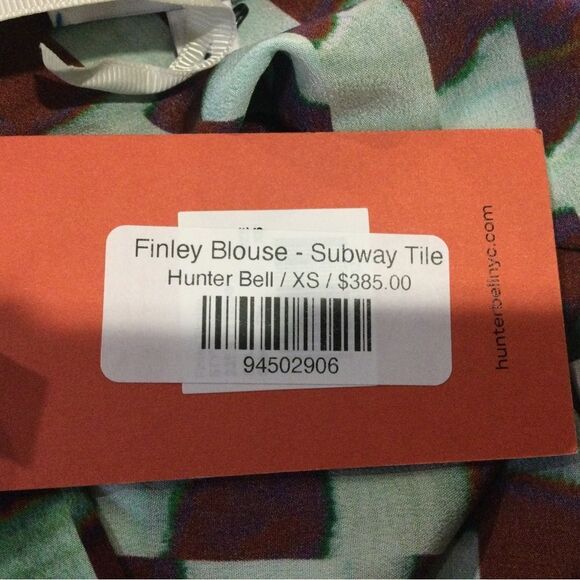 Finley Blouse - Subway Tile
Hunter Bell / XS / $385.00
94502906
hunterbellnyc.com